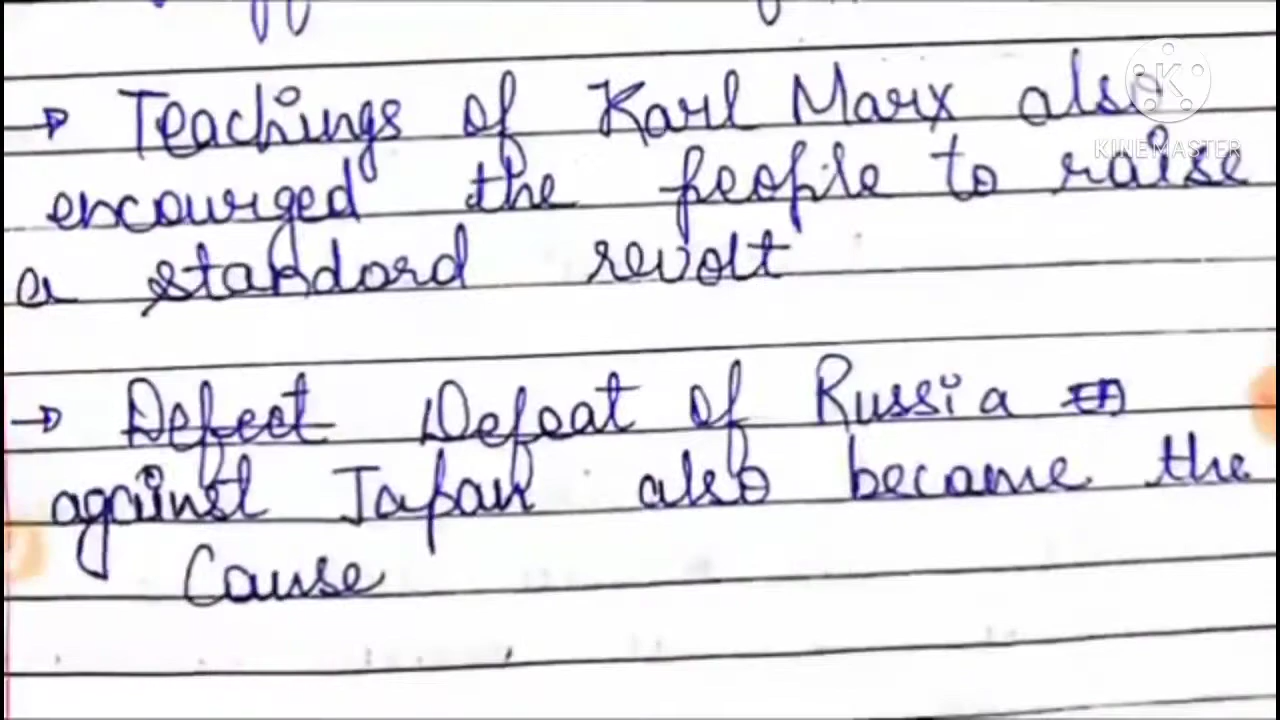 → Teachings of Karl Marx also
KINEMASTER
encourged the people to raise
a standord revolt
→ Defect Defeat of Russia
against Japan also became the
Cause